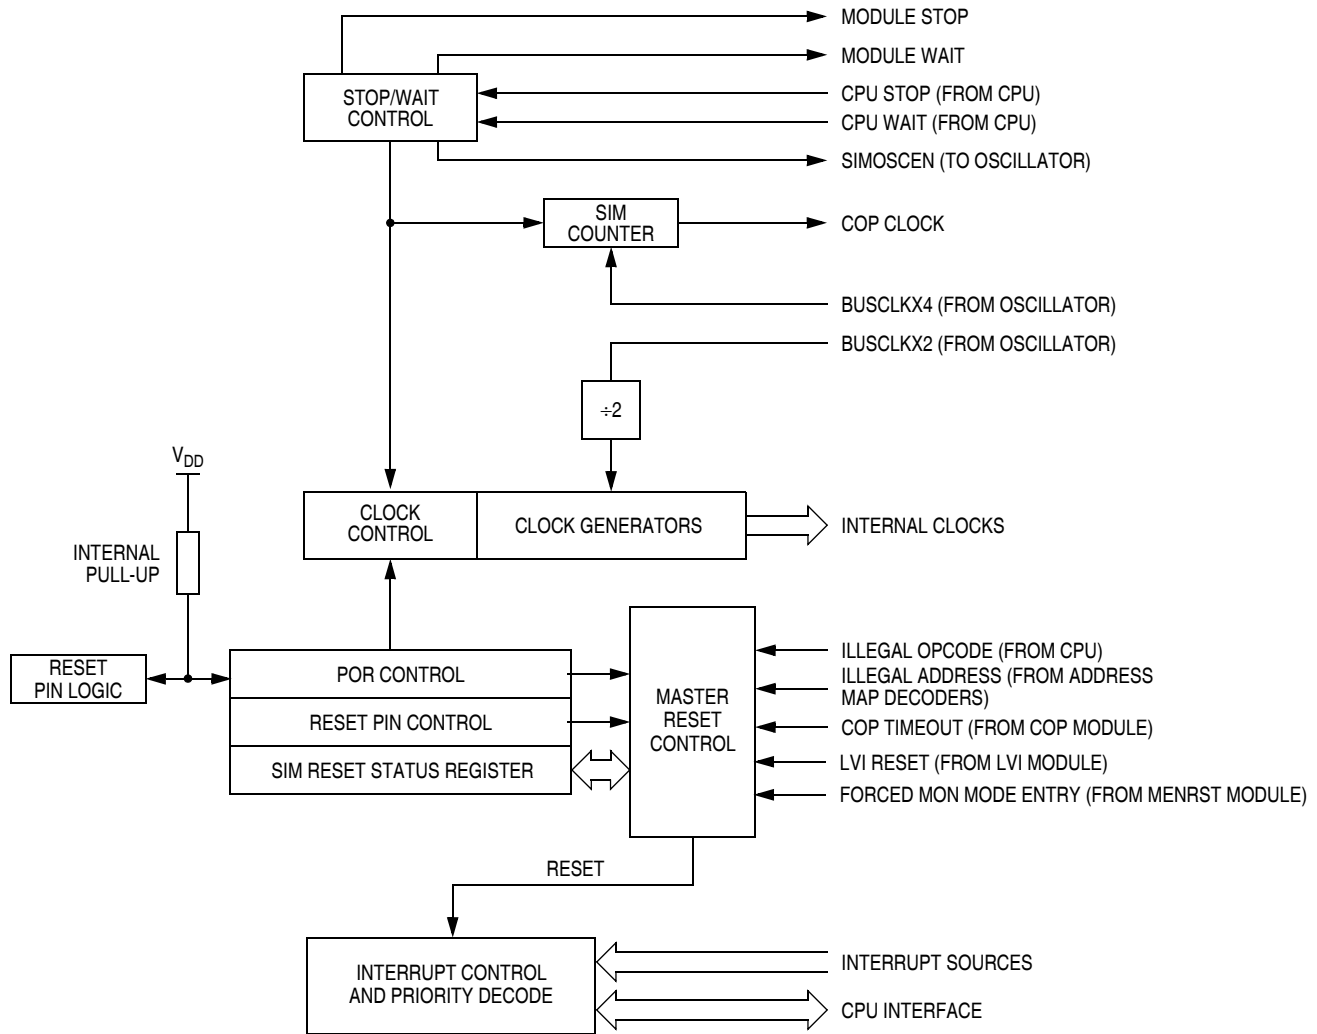 MODULE STOP
MODULE WAIT
STOP/WAIT
CONTROL
CPU STOP (FROM CPU)
CPU WAIT (FROM CPU)
SIMOSCEN (TO OSCILLATOR)
SIM
COUNTER
COP CLOCK
BUSCLKX4 (FROM OSCILLATOR)
BUSCLKX2 (FROM OSCILLATOR)
÷2
VDD
INTERNAL
PULL-UP
CLOCK
CONTROL
CLOCK GENERATORS
INTERNAL CLOCKS
RESET
PIN LOGIC
POR CONTROL
RESET PIN CONTROL
SIM RESET STATUS REGISTER
MASTER
RESET
CONTROL
ILLEGAL OPCODE (FROM CPU)
ILLEGAL ADDRESS (FROM ADDRESS
MAP DECODERS)
COP TIMEOUT (FROM COP MODULE)
LVI RESET (FROM LVI MODULE)
FORCED MON MODE ENTRY (FROM MENRST MODULE)
RESET
INTERRUPT CONTROL
AND PRIORITY DECODE
INTERRUPT SOURCES
CPU INTERFACE